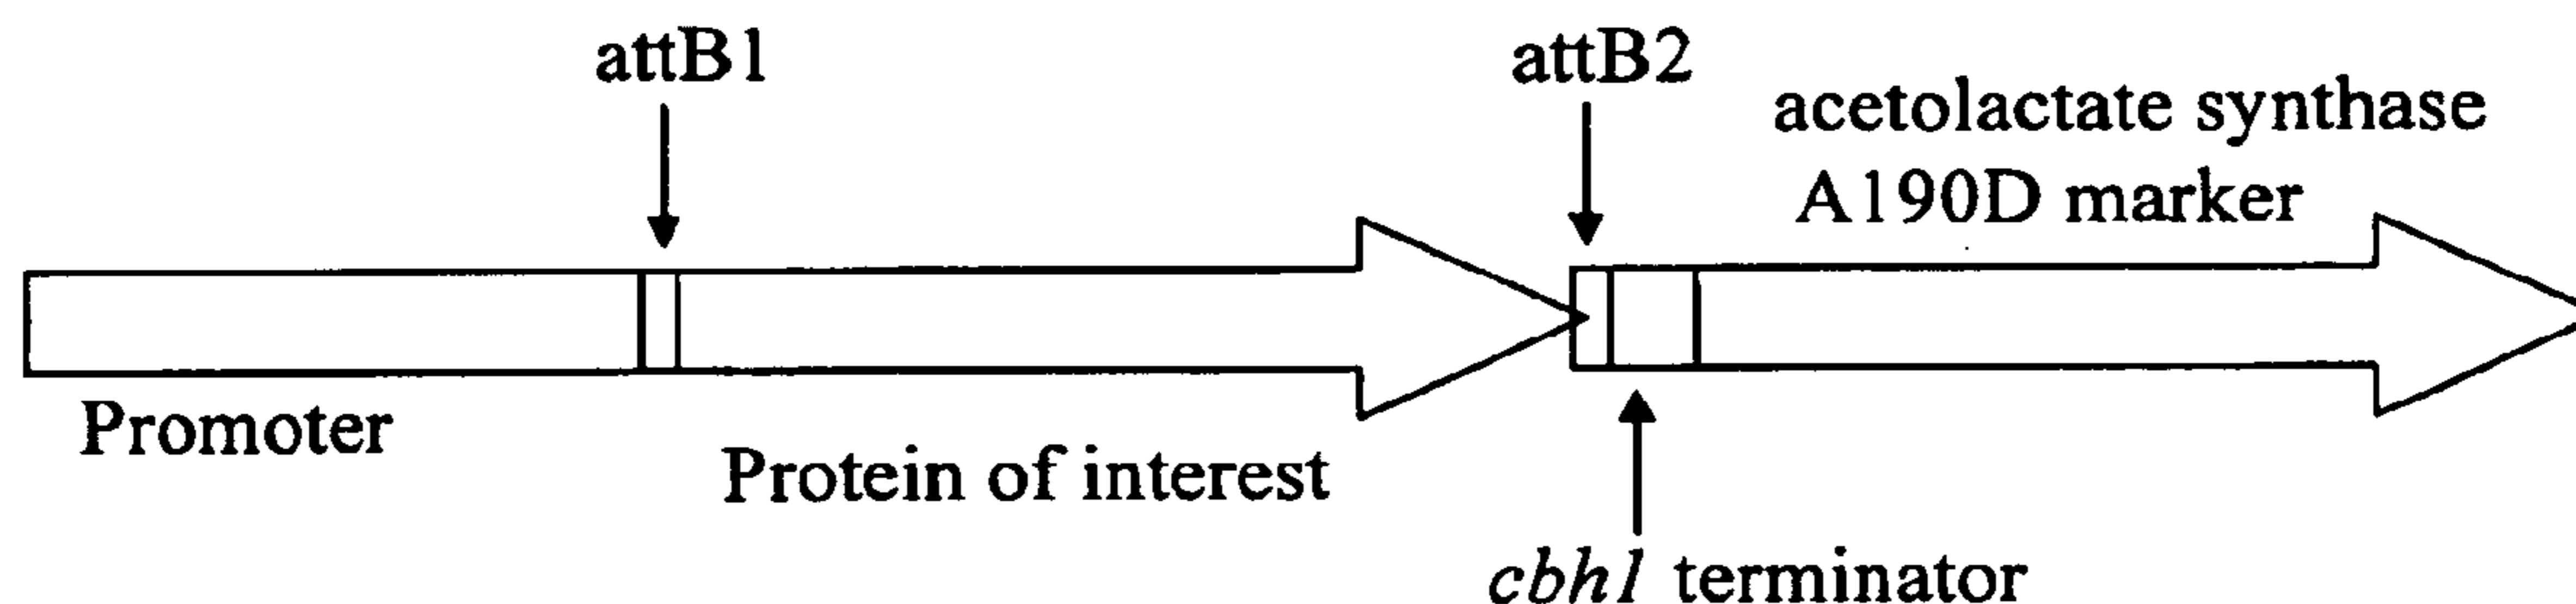 attB1
attB2
acetolactate synthase
A190D marker
Promoter
Protein of interest
cbh1 terminator